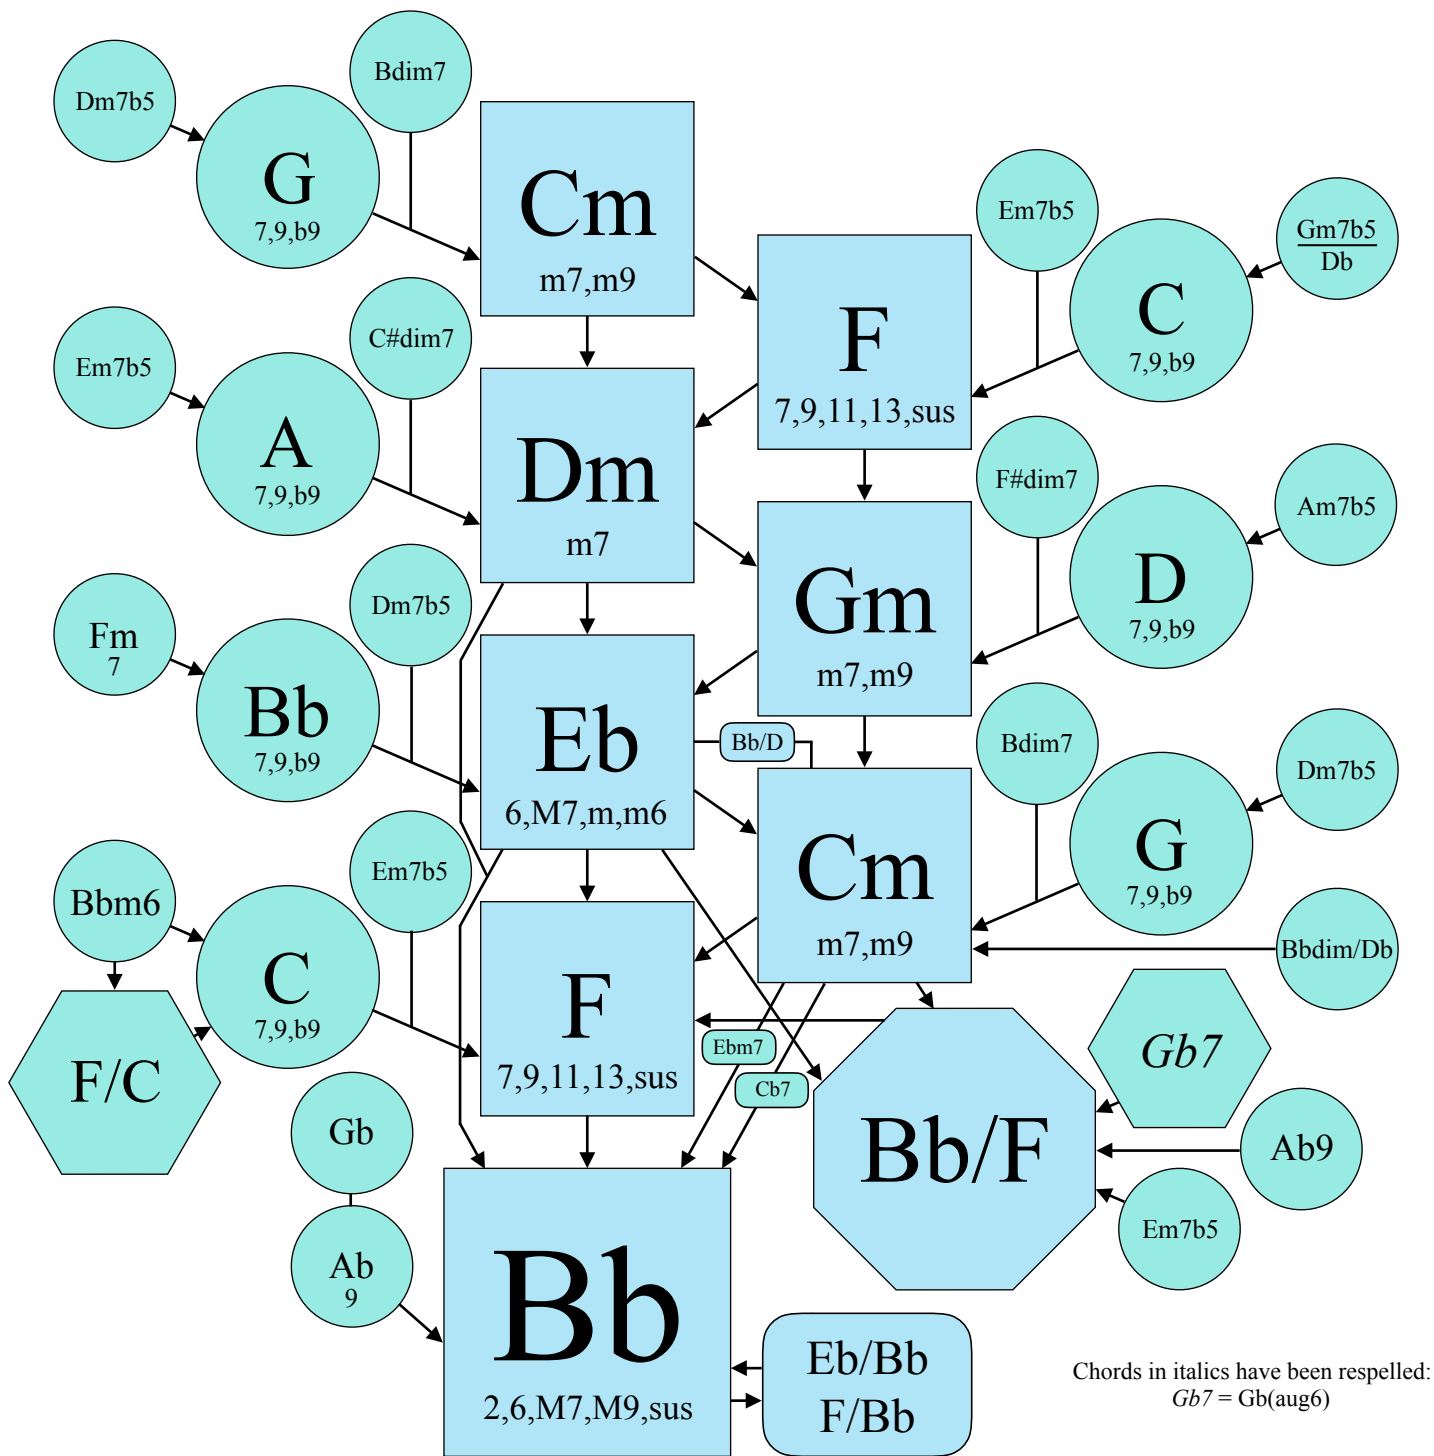 Bdim7
Dm7b5
G
7,9,b9
Cm
m7,m9
Em7b5
Gm7b5
Db
C
7,9,b9
F
7,9,11,13,sus
C#dim7
Em7b5
A
7,9,b9
Dm
m7
F#dim7
Am7b5
D
7,9,b9
Gm
m7,m9
Dm7b5
Fm
7
Bb
7,9,b9
Eb
6,M7,m,m6
Bb/D
Bdim7
Dm7b5
G
7,9,b9
Cm
m7,m9
Em7b5
Bbm6
C
7,9,b9
F/C
F
7,9,11,13,sus
Bbdim/Db
Ebm7
Cb7
Gb7
Bb/F
Ab9
Em7b5
Gb
Ab
9
Bb
2,6,M7,M9,sus
Eb/Bb
F/Bb
Chords in italics have been respelled:
Gb7 = Gb(aug6)